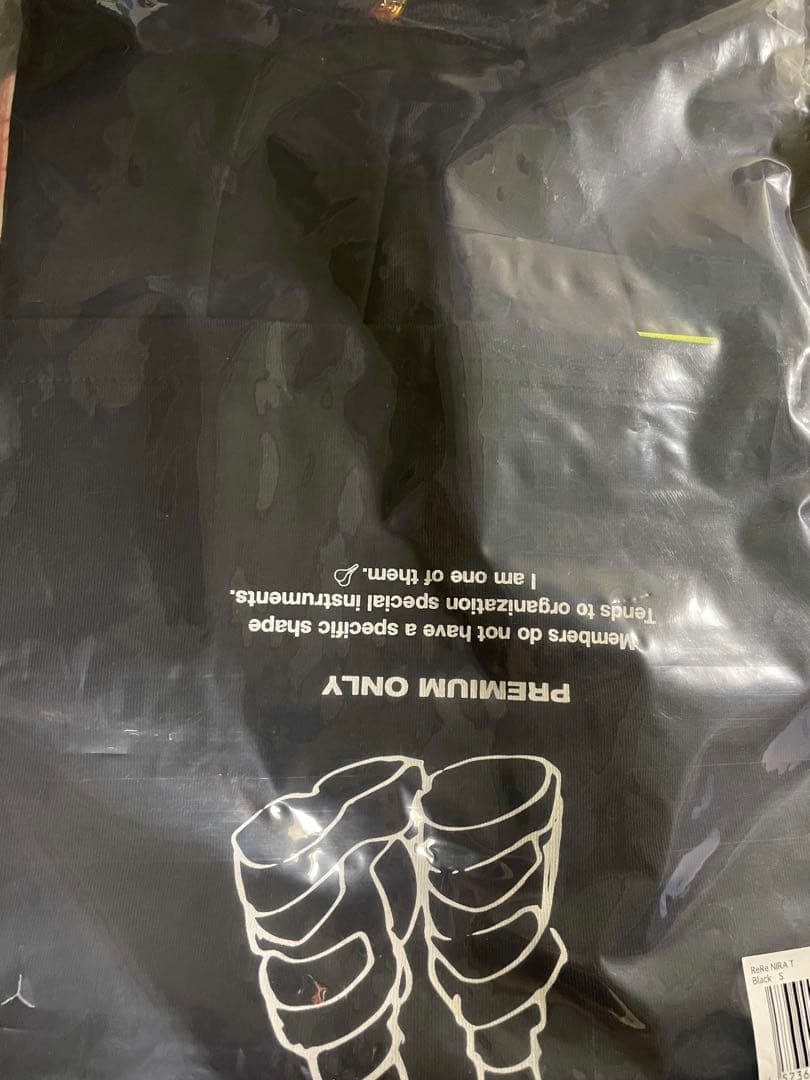 PREMIUM ONLY
Members do not have a specific shape
Tends to organization special instruments.
I am one of them.
ReRe NIRA T
Black S